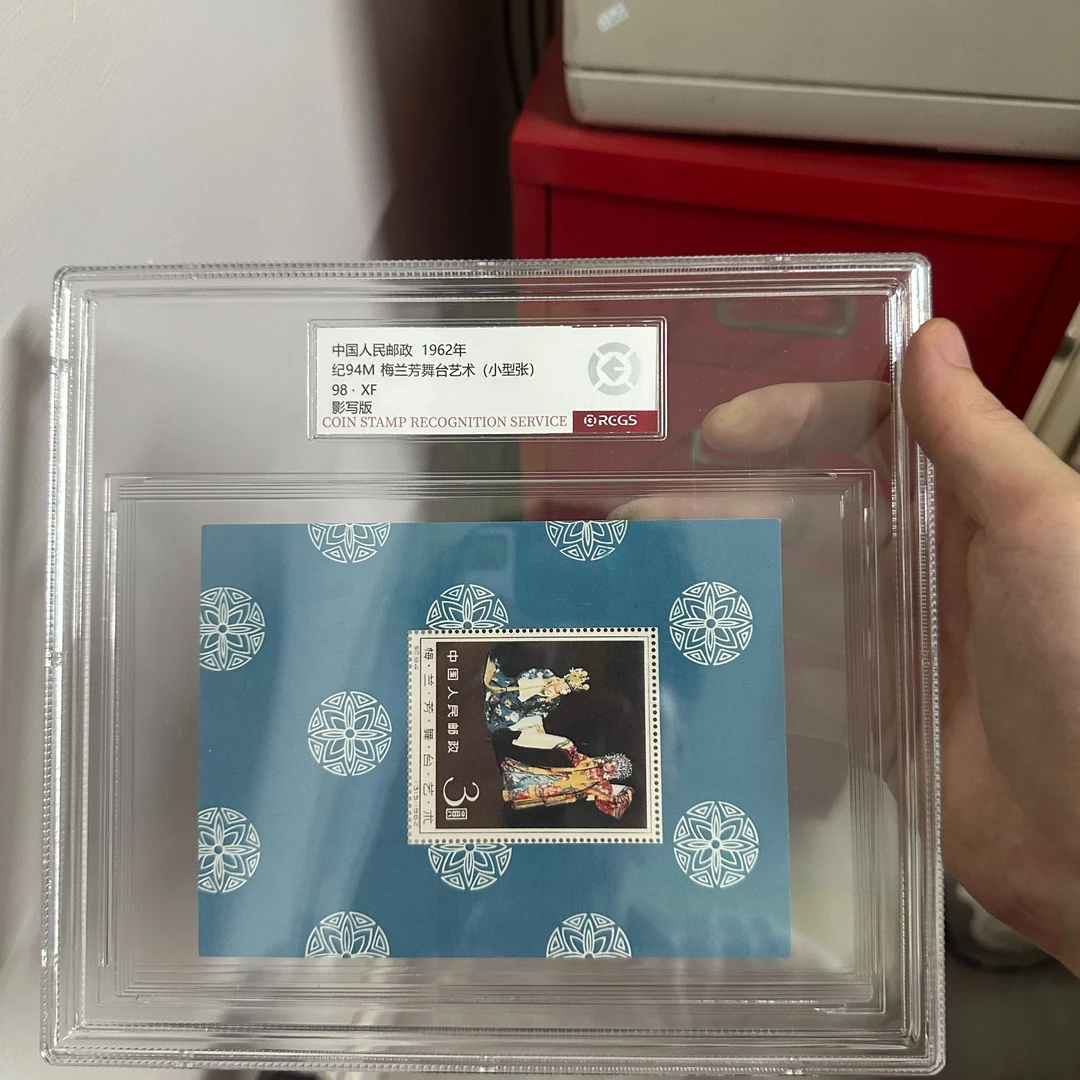 中国人民邮政 1962年
纪94M 梅兰芳舞台艺术（小型张）
98 · XF
影写版
COIN STAMP RECOGNITION SERVICE
RCGS
中国人民邮政
3圆
梅·兰·芳·舞·台·艺·术